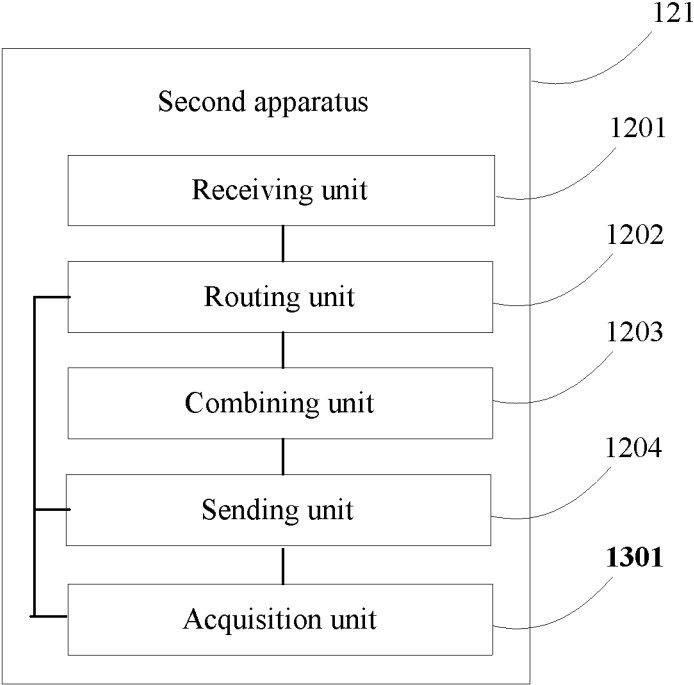 121
Second apparatus
1201
Receiving unit
1202
Routing unit
1203
Combining unit
1204
Sending unit
1301
Acquisition unit